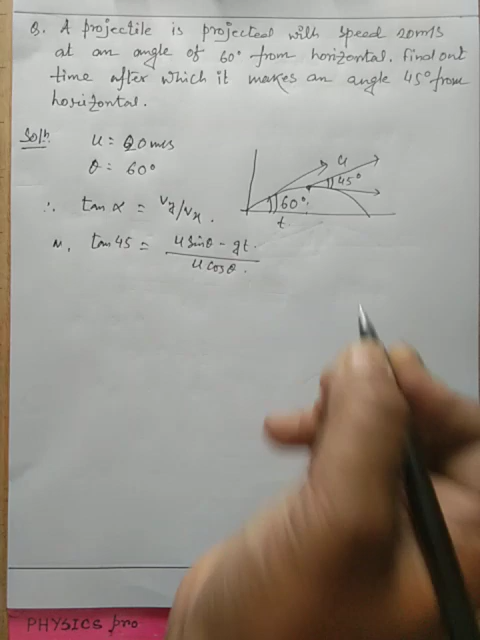 Q. A projectile is projected with speed 20m/s
at an angle of 60° from horizontal. find out
time after which it makes an angle 45° from
horizontal.
Solⁿ.
u = 20 m/s
θ = 60°
∴ tan α = Vy/Vx.
u
45°
60°
t
or, tan 45 = u sinθ - gt. / u cosθ.
PHYSICS pro